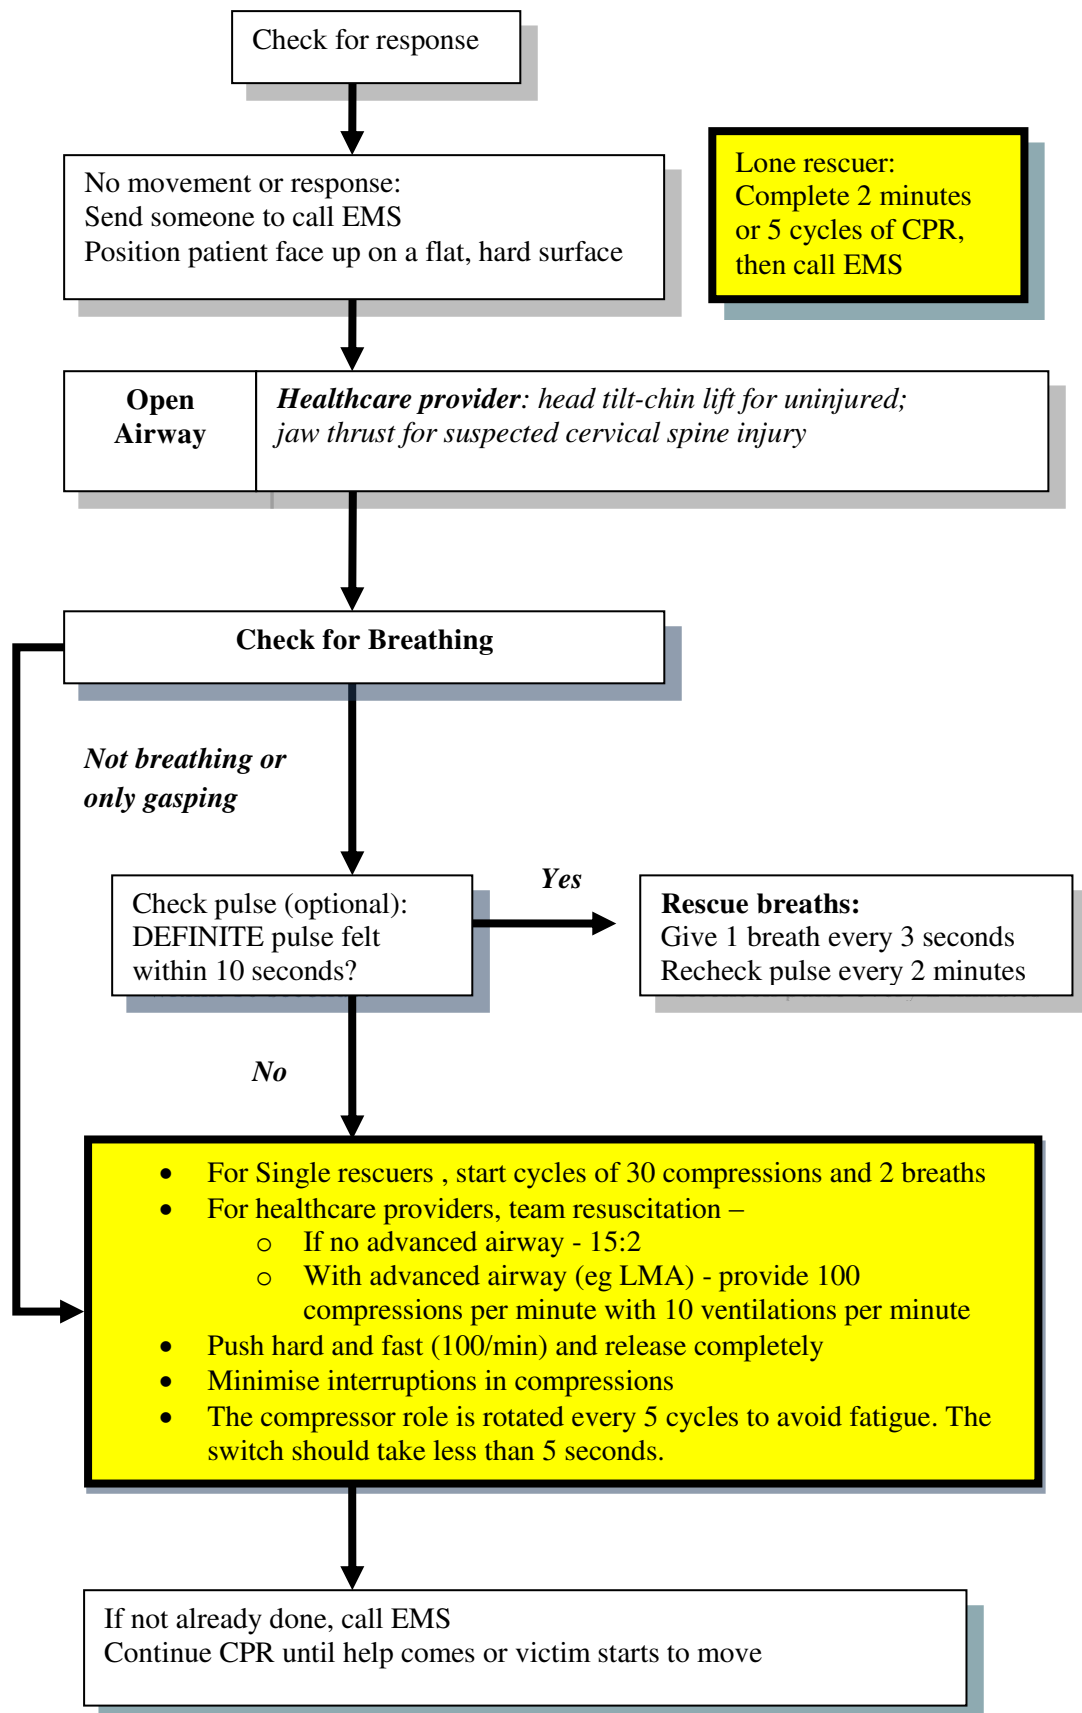 Check for response
No movement or response:
Send someone to call EMS
Position patient face up on a flat, hard surface
Lone rescuer:
Complete 2 minutes
or 5 cycles of CPR,
then call EMS
Open
Airway
Healthcare provider: head tilt-chin lift for uninjured;
jaw thrust for suspected cervical spine injury
Check for Breathing
Not breathing or
only gasping
Check pulse (optional):
DEFINITE pulse felt
within 10 seconds?
Yes
Rescue breaths:
Give 1 breath every 3 seconds
Recheck pulse every 2 minutes
No
• For Single rescuers , start cycles of 30 compressions and 2 breaths
• For healthcare providers, team resuscitation –
o If no advanced airway - 15:2
o With advanced airway (eg LMA) - provide 100
compressions per minute with 10 ventilations per minute
• Push hard and fast (100/min) and release completely
• Minimise interruptions in compressions
• The compressor role is rotated every 5 cycles to avoid fatigue. The
switch should take less than 5 seconds.
If not already done, call EMS
Continue CPR until help comes or victim starts to move